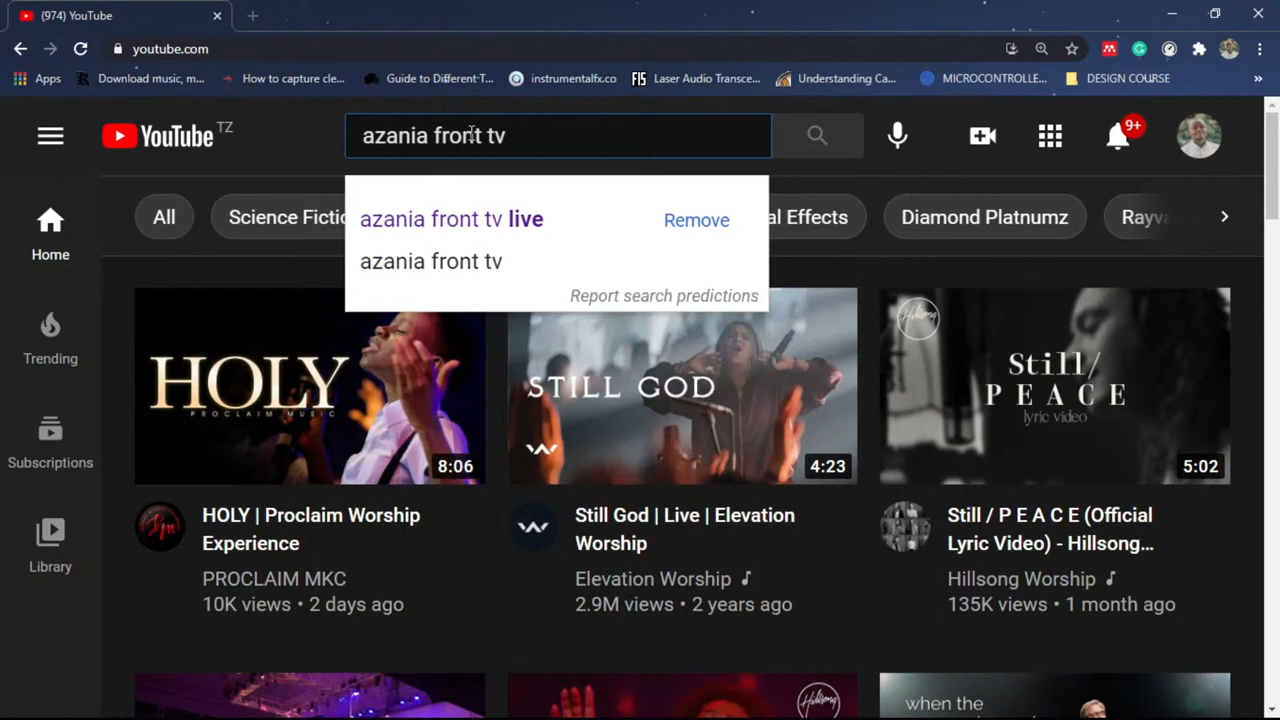 (974) YouTube
youtube.com
Apps
Download music, m...
How to capture cle...
Guide to Different T...
instrumentalfx.co
FIS
Laser Audio Transce...
Understanding Ca...
MICROCONTROLLE...
DESIGN COURSE
YouTube TZ
azania front tv
9+
All
Science Fictic
al Effects
Diamond Platnumz
Rayva
azania front tv live
Remove
azania front tv
Report search predictions
Home
Trending
Subscriptions
Library
HOLY
PROCLAIM MUSIC
8:06
STILL GOD
4:23
Hillsong
Still/
PEACE
lyric video
5:02
HOLY | Proclaim Worship
Experience
PROCLAIM MKC
10K views • 2 days ago
Still God | Live | Elevation
Worship
Elevation Worship
2.9M views • 2 years ago
Still / P E A C E (Official
Lyric Video) - Hillsong...
Hillsong Worship
135K views • 1 month ago
Hillsong
when the